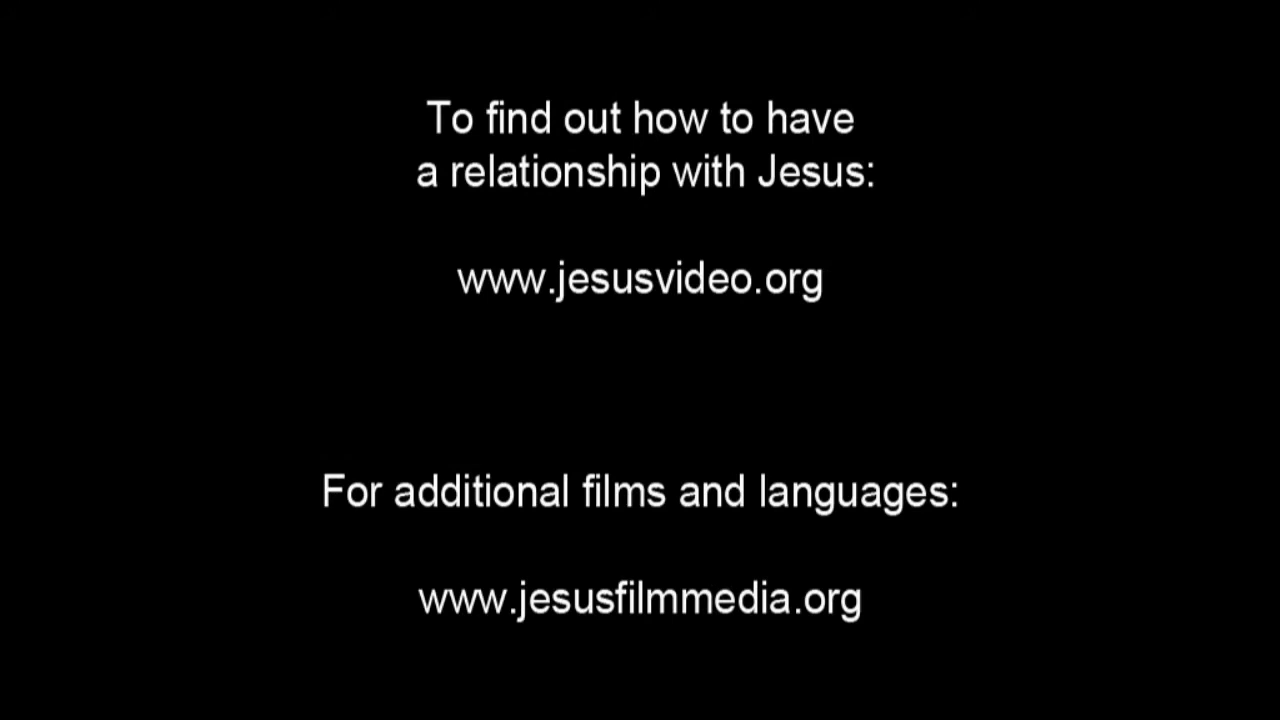 To find out how to have
a relationship with Jesus:
www.jesusvideo.org
For additional films and languages:
www.jesusfilmmedia.org